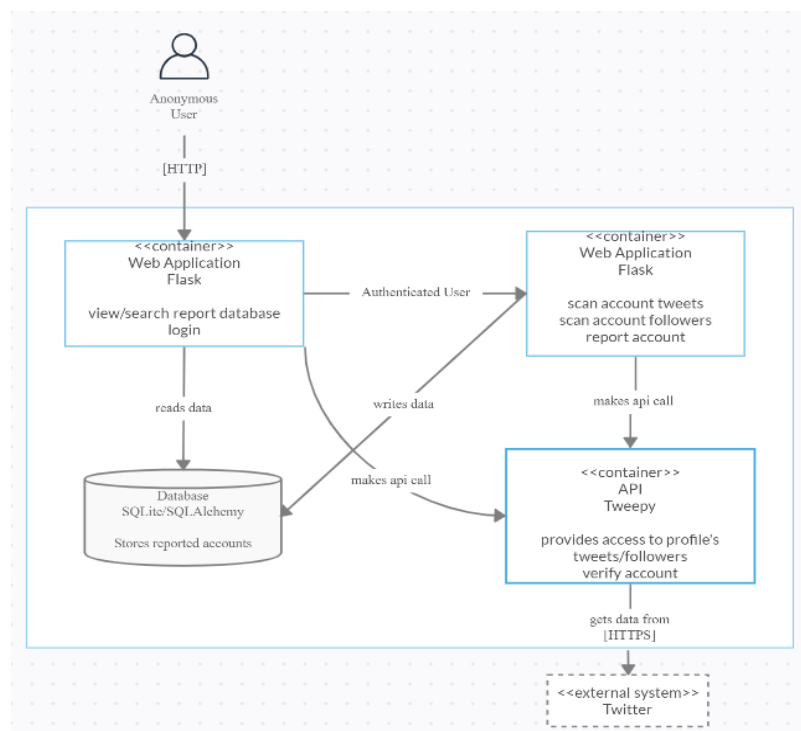 Anonymous
User
[HTTP]
<<container>>
Web Application
Flask
view/search report database
login
Authenticated User
<<container>>
Web Application
Flask
scan account tweets
scan account followers
report account
reads data
writes data
makes api call
makes api call
Database
SQLite/SQLAlchemy
Stores reported accounts
<<container>>
API
Tweepy
provides access to profile's
tweets/followers
verify account
gets data from
[HTTPS]
<<external system>>
Twitter